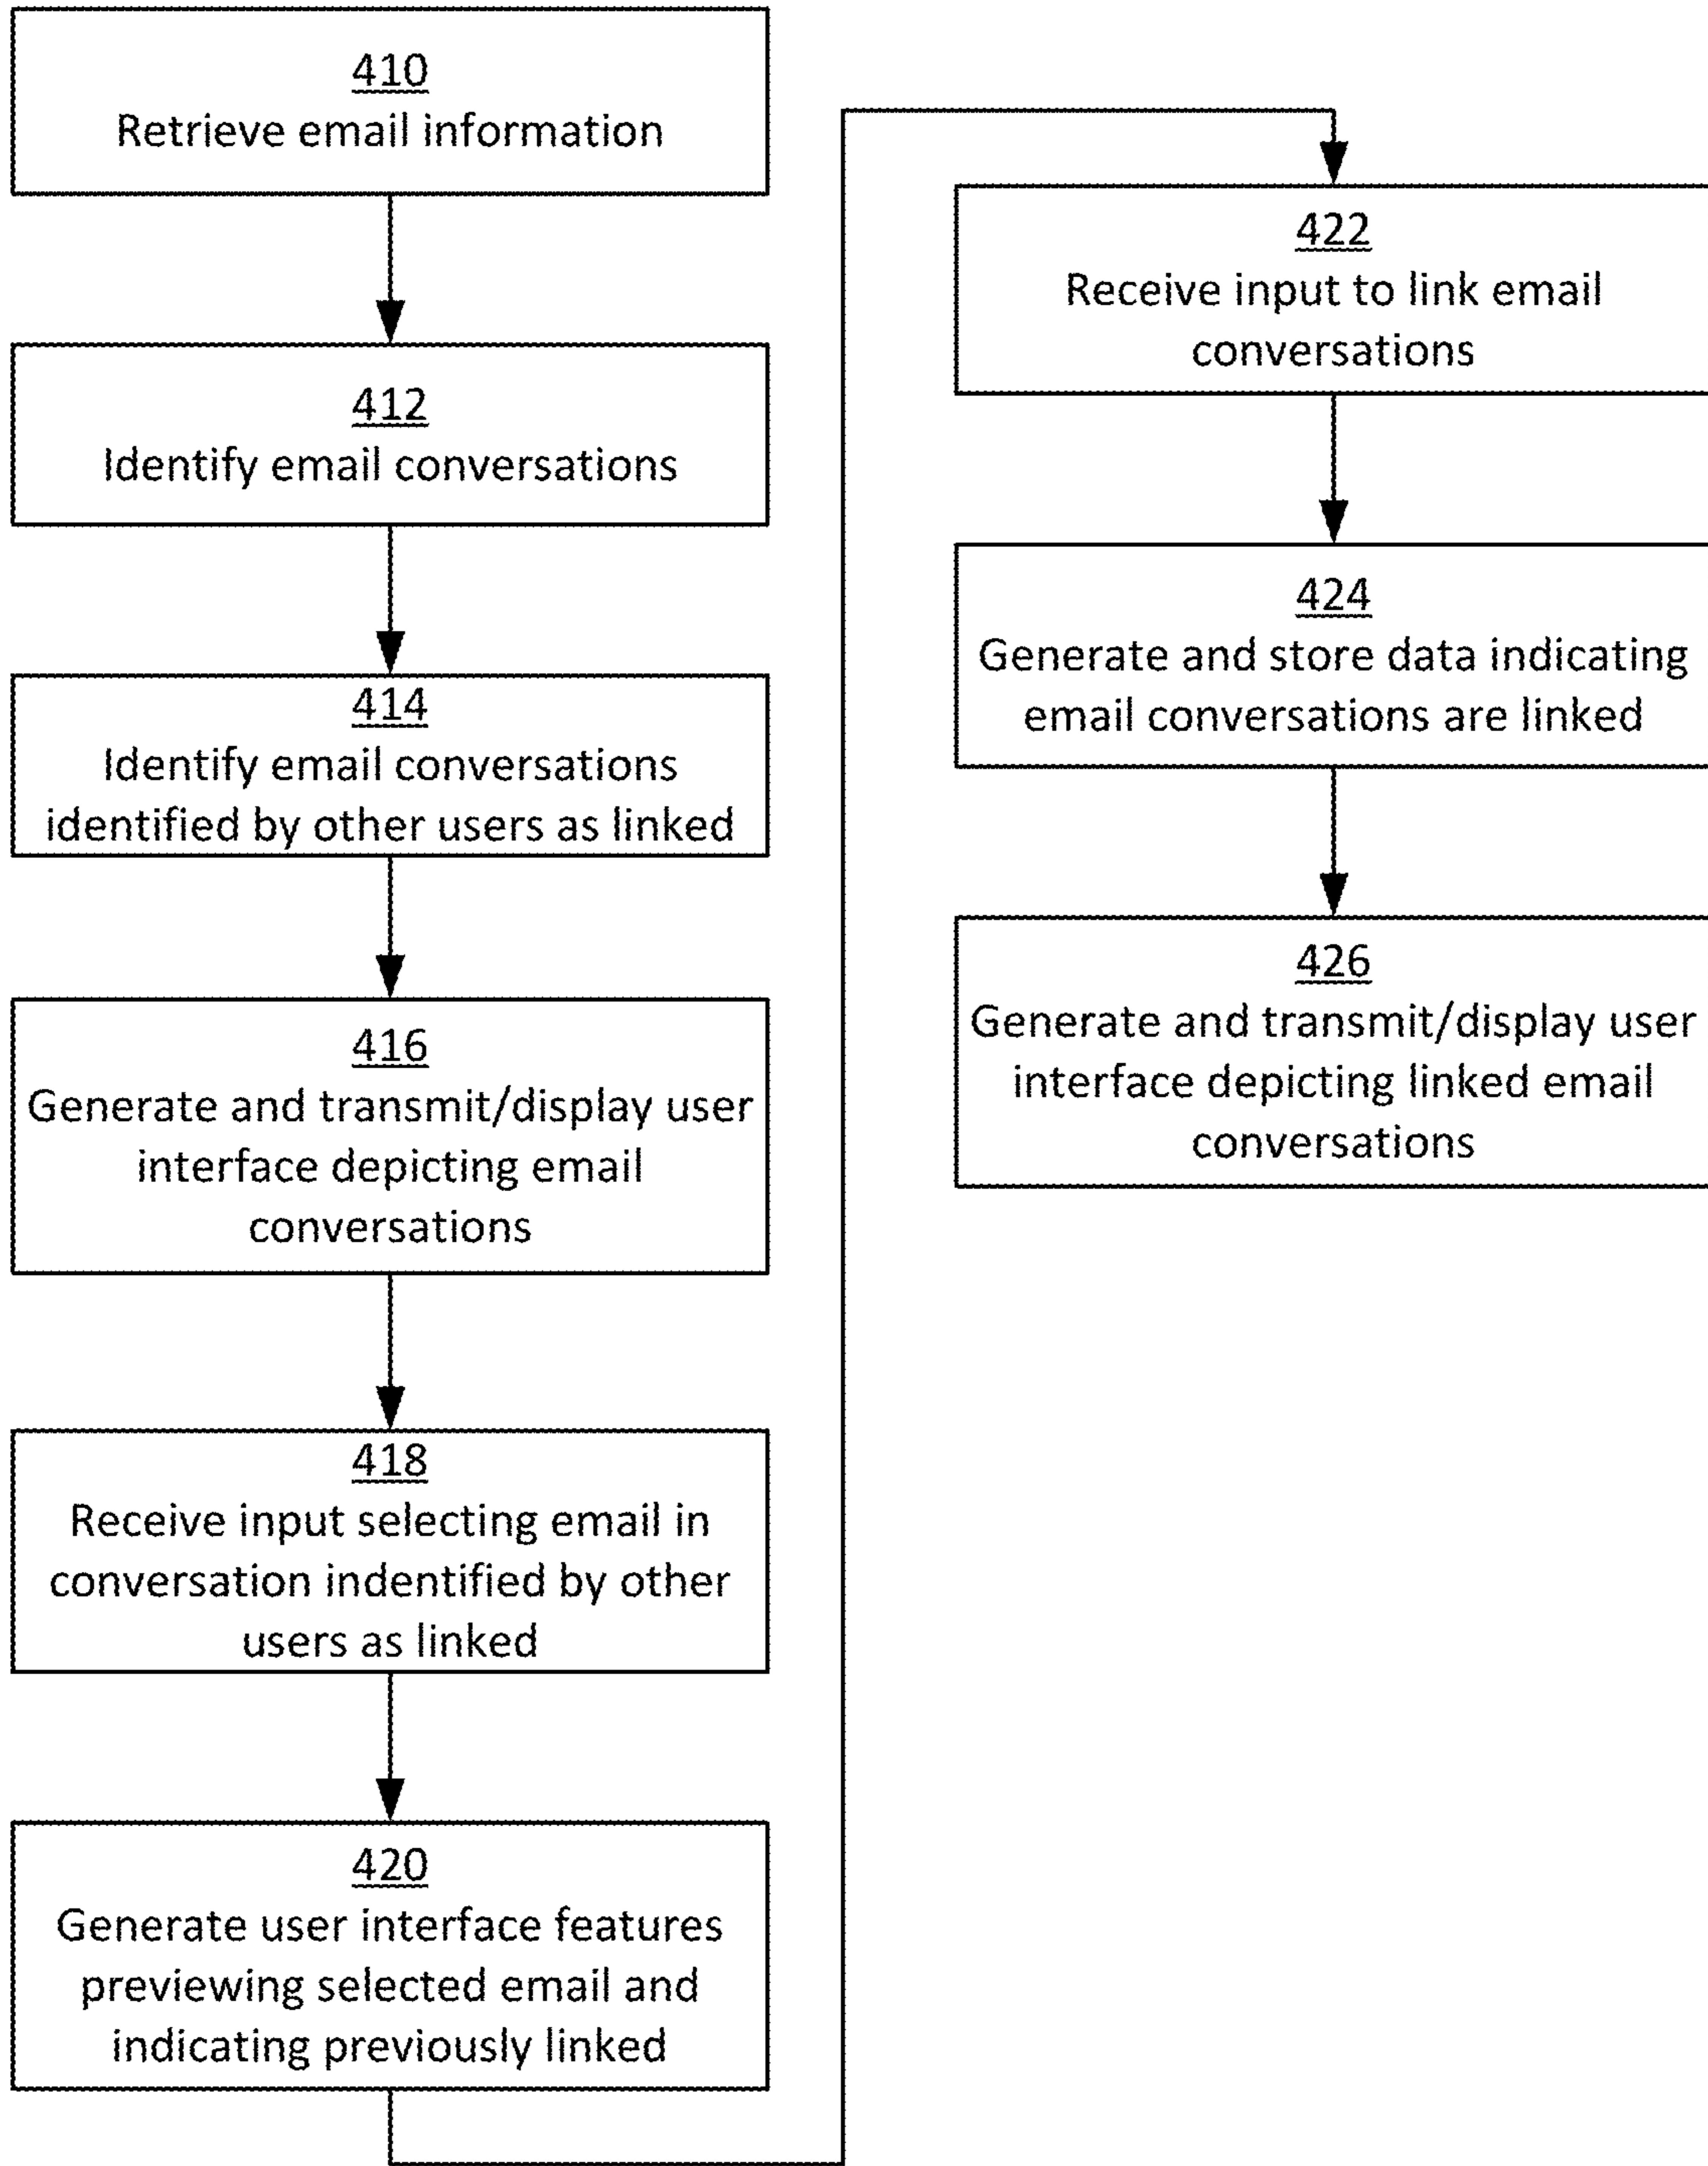 410
Retrieve email information
412
Identify email conversations
414
Identify email conversations
identified by other users as linked
416
Generate and transmit/display user
interface depicting email
conversations
418
Receive input selecting email in
conversation indentified by other
users as linked
420
Generate user interface features
previewing selected email and
indicating previously linked
422
Receive input to link email
conversations
424
Generate and store data indicating
email conversations are linked
426
Generate and transmit/display user
interface depicting linked email
conversations